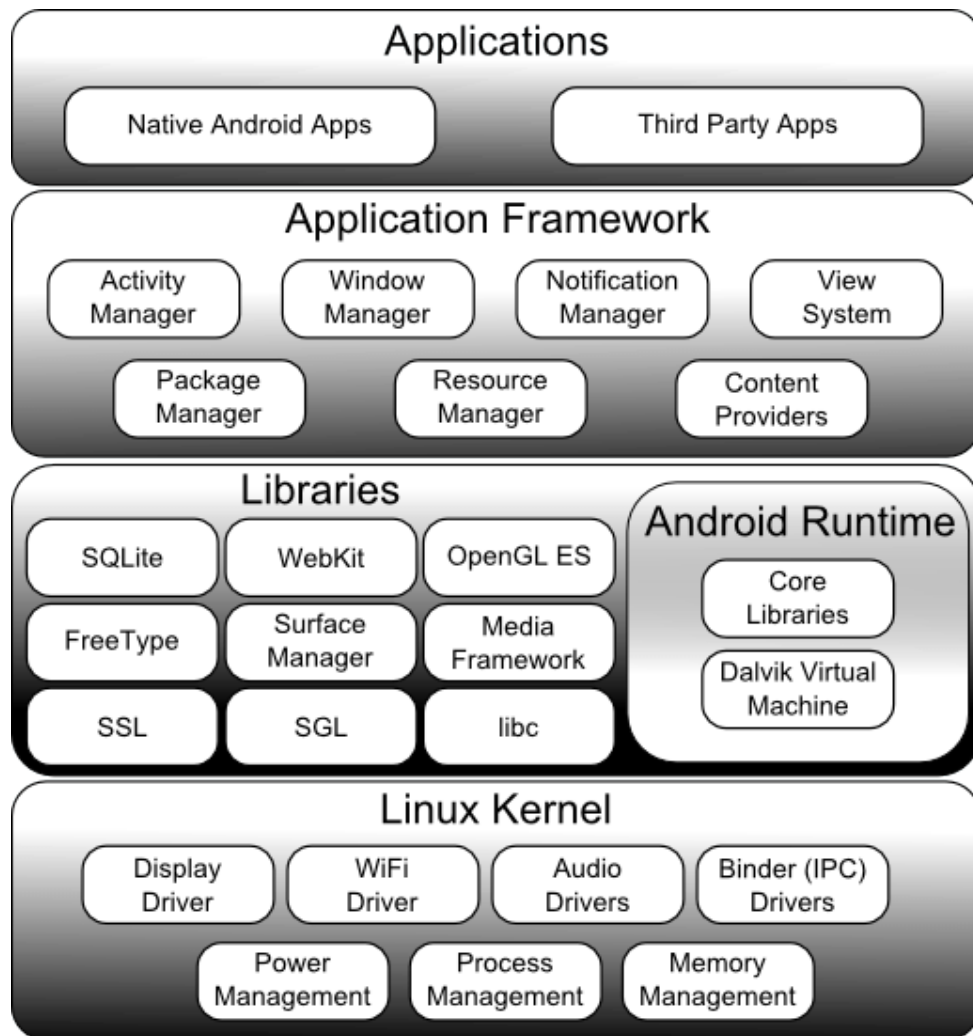 Applications
Native Android Apps
Third Party Apps
Application Framework
Activity
Manager
Window
Manager
Notification
Manager
View
System
Package
Manager
Resource
Manager
Content
Providers
Libraries
SQLite
WebKit
OpenGL ES
FreeType
Surface
Manager
Media
Framework
SSL
SGL
libc
Android Runtime
Core
Libraries
Dalvik Virtual
Machine
Linux Kernel
Display
Driver
WiFi
Driver
Audio
Drivers
Binder (IPC)
Drivers
Power
Management
Process
Management
Memory
Management